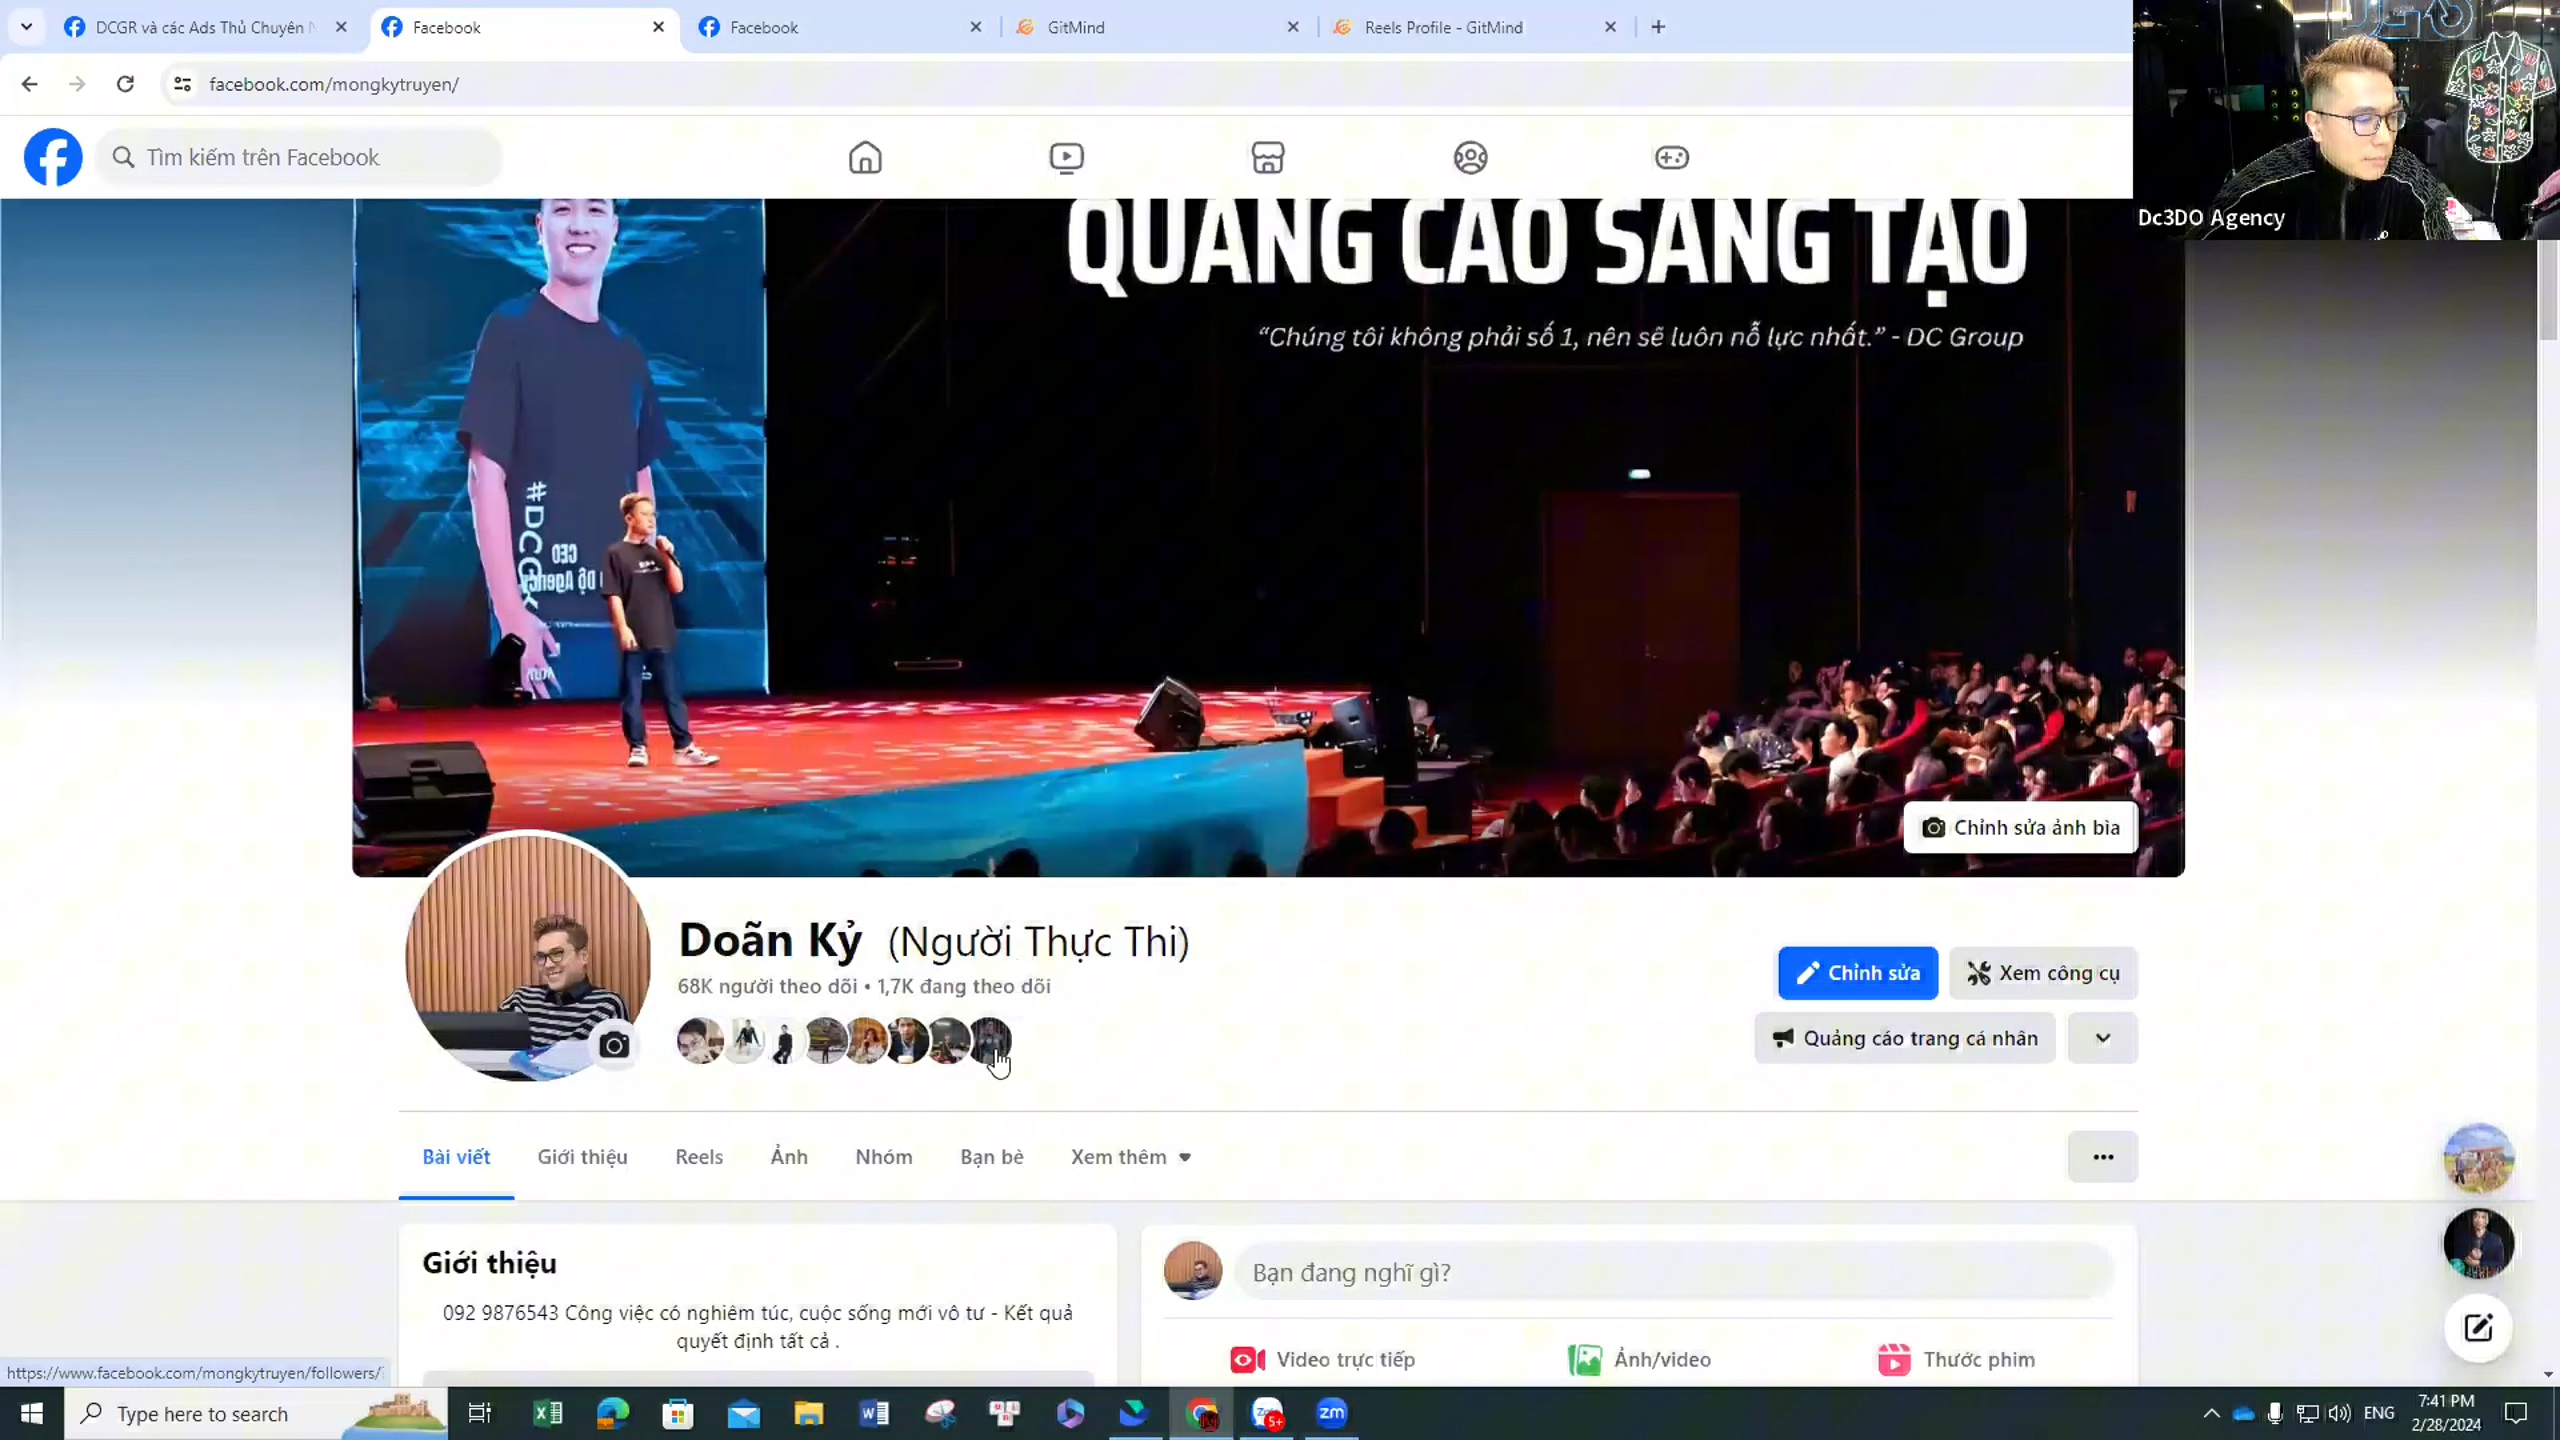 DCGR và các Ads Thủ Chuyên N
Facebook
Facebook
GitMind
Reels Profile - GitMind
facebook.com/mongkytruyen/
Tìm kiếm trên Facebook
Dc3DO Agency
QUẢNG CÁO SÁNG TẠO
“Chúng tôi không phải số 1, nên sẽ luôn nỗ lực nhất.” - DC Group
CEO
Chỉnh sửa ảnh bìa
Doãn Kỷ (Người Thực Thi)
68K người theo dõi • 1,7K đang theo dõi
Chỉnh sửa
Xem công cụ
Quảng cáo trang cá nhân
Bài viết
Giới thiệu
Reels
Ảnh
Nhóm
Bạn bè
Xem thêm
Giới thiệu
092 9876543 Công việc có nghiêm túc, cuộc sống mới vô tư - Kết quả
quyết định tất cả .
Bạn đang nghĩ gì?
Video trực tiếp
Ảnh/video
Thước phim
https://www.facebook.com/mongkytruyen/followers/
Type here to search
5+
zm
ENG
7:41 PM
2/28/2024